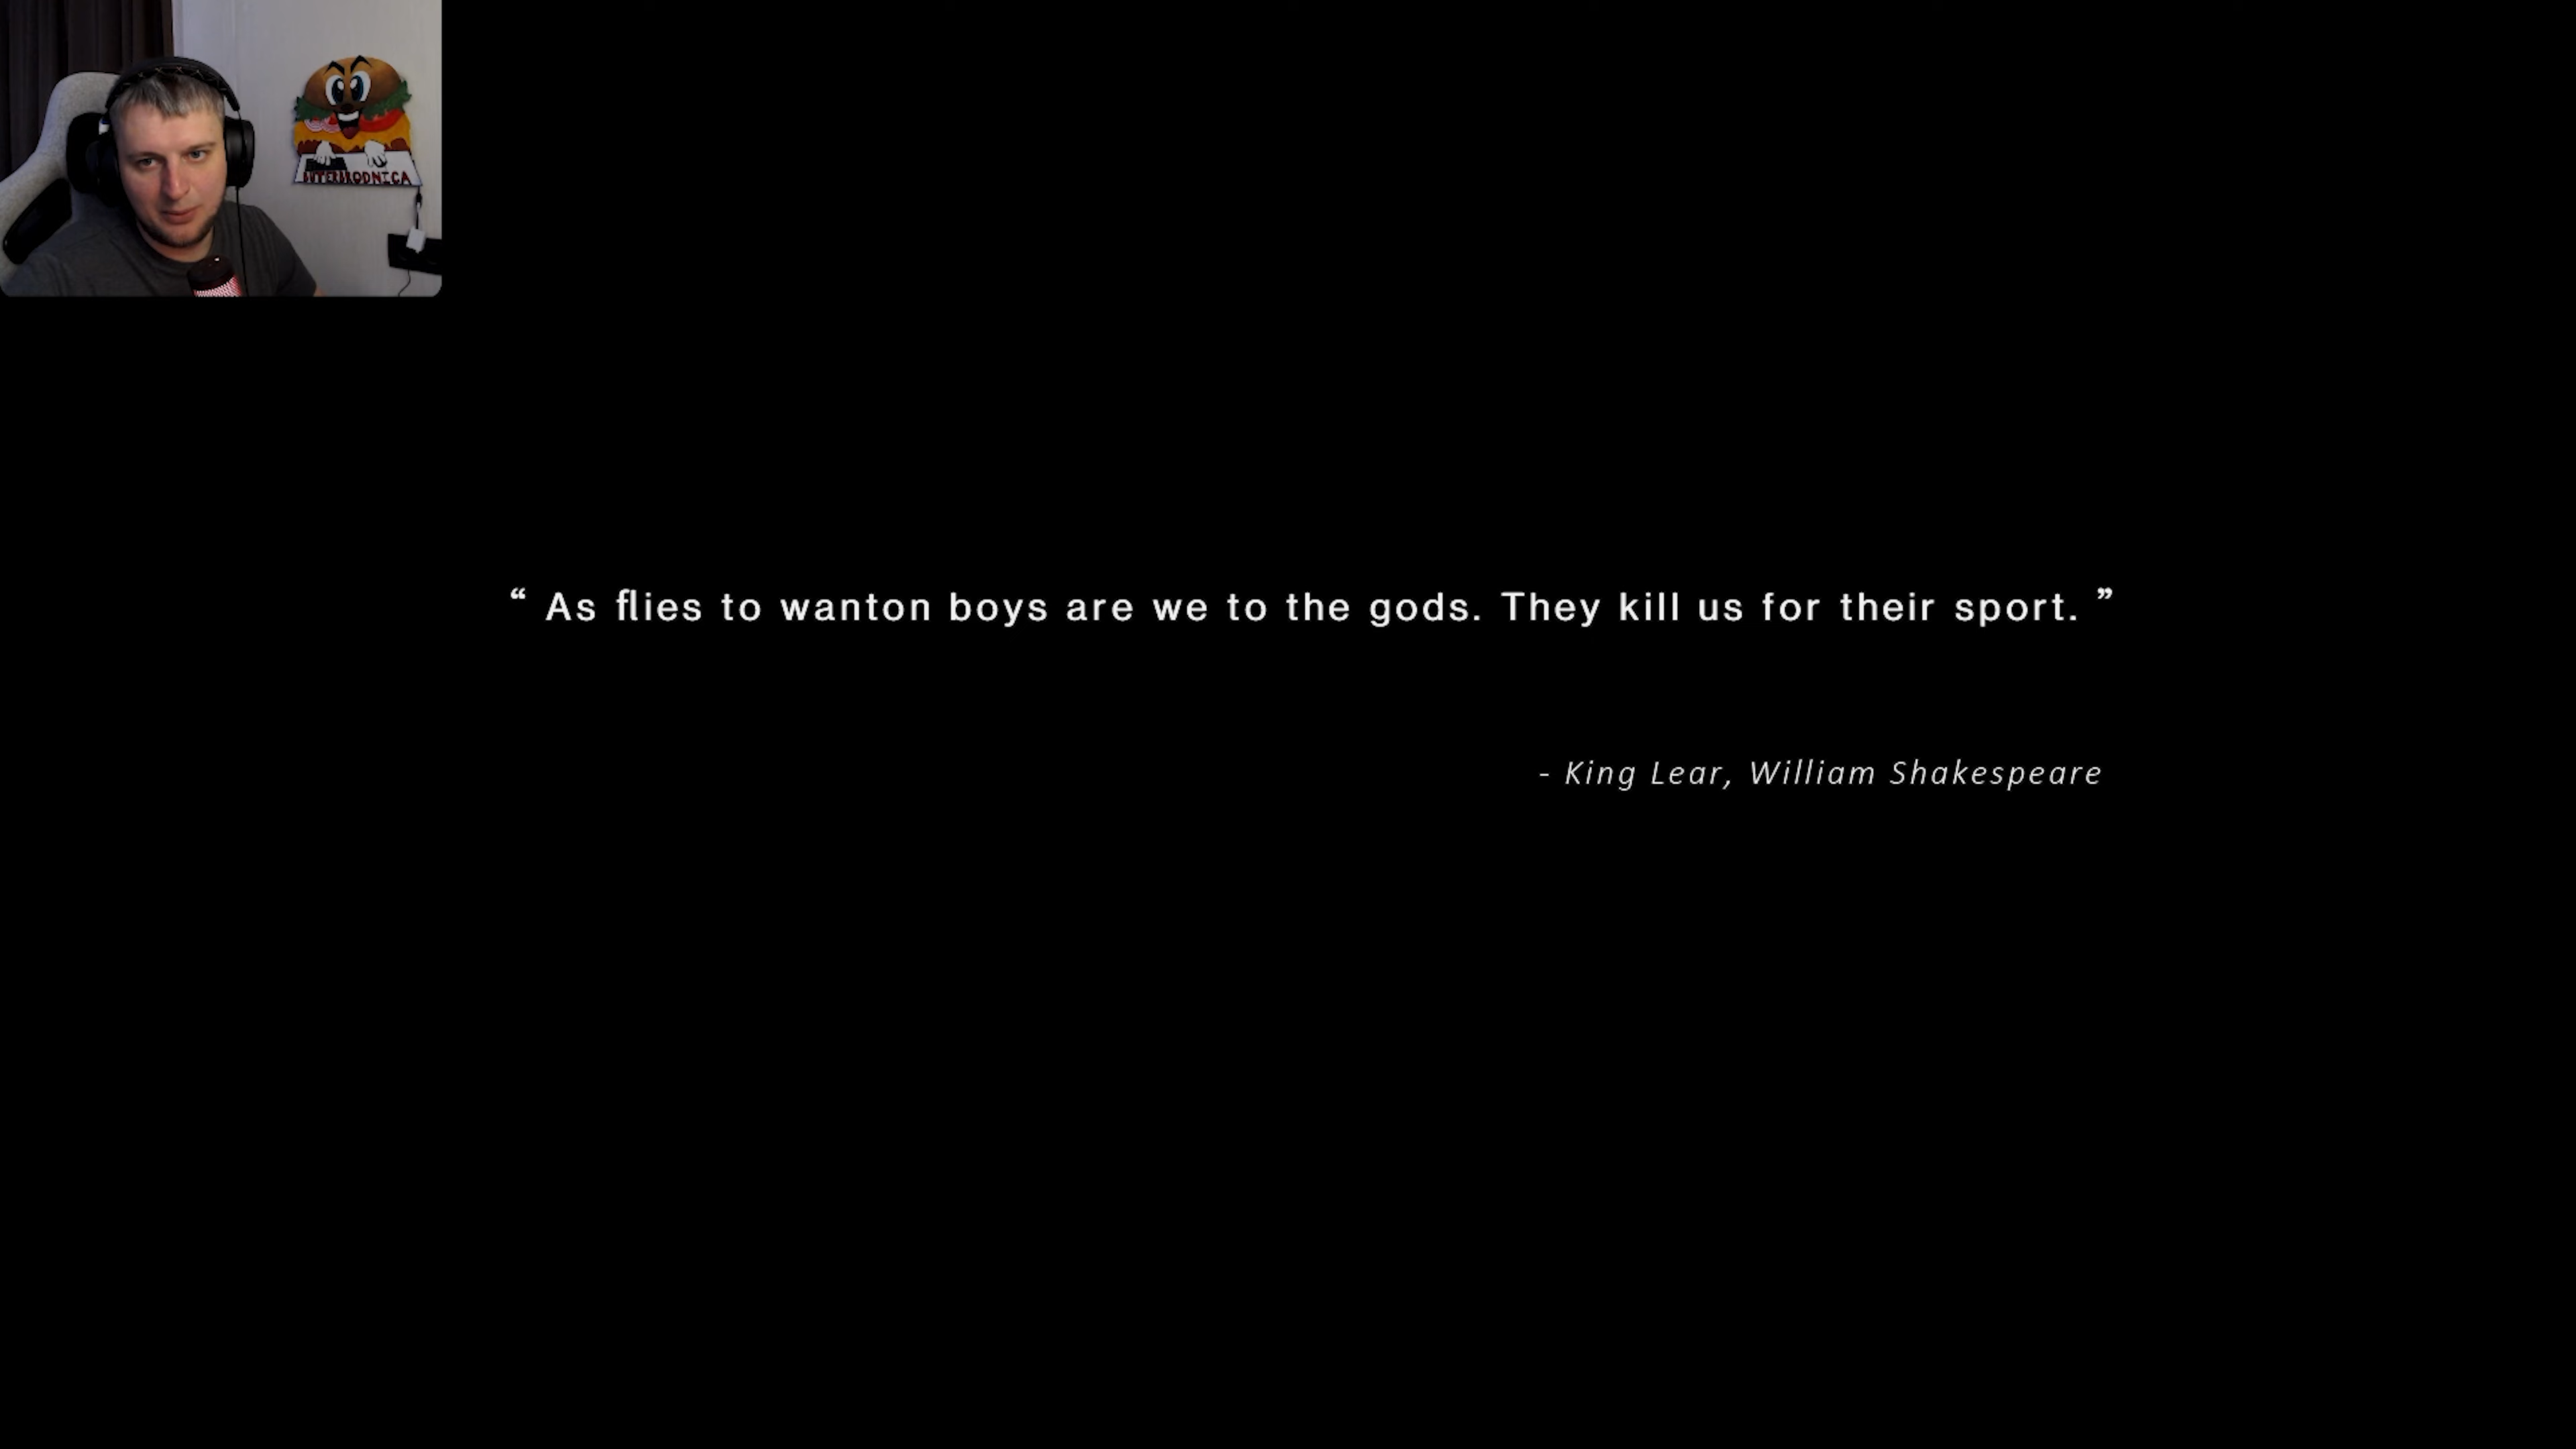 BUTERBRODNICA
“ As flies to wanton boys are we to the gods. They kill us for their sport. ”
- King Lear, William Shakespeare